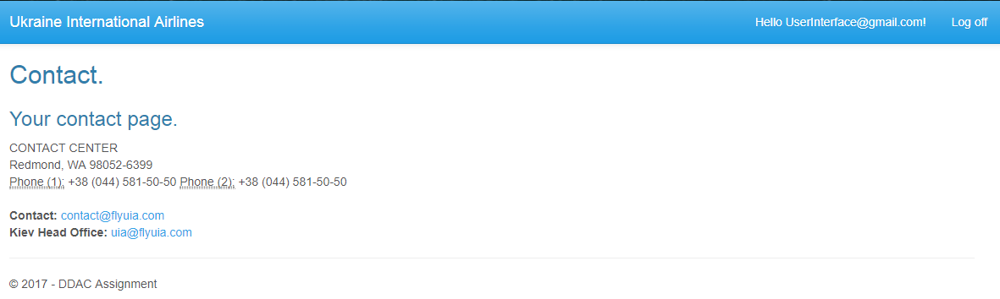 Ukraine International Airlines Hello UserInterface@gmail.com! Log off
Contact.
Your contact page.
CONTACT CENTER
Redmond, WA 98052-6399
Phone (1): +38 (044) 581-50-50 Phone (2): +38 (044) 581-50-50
Contact: contact@flyuia.com
Kiev Head Office: uia@flyuia.com
© 2017 - DDAC Assignment